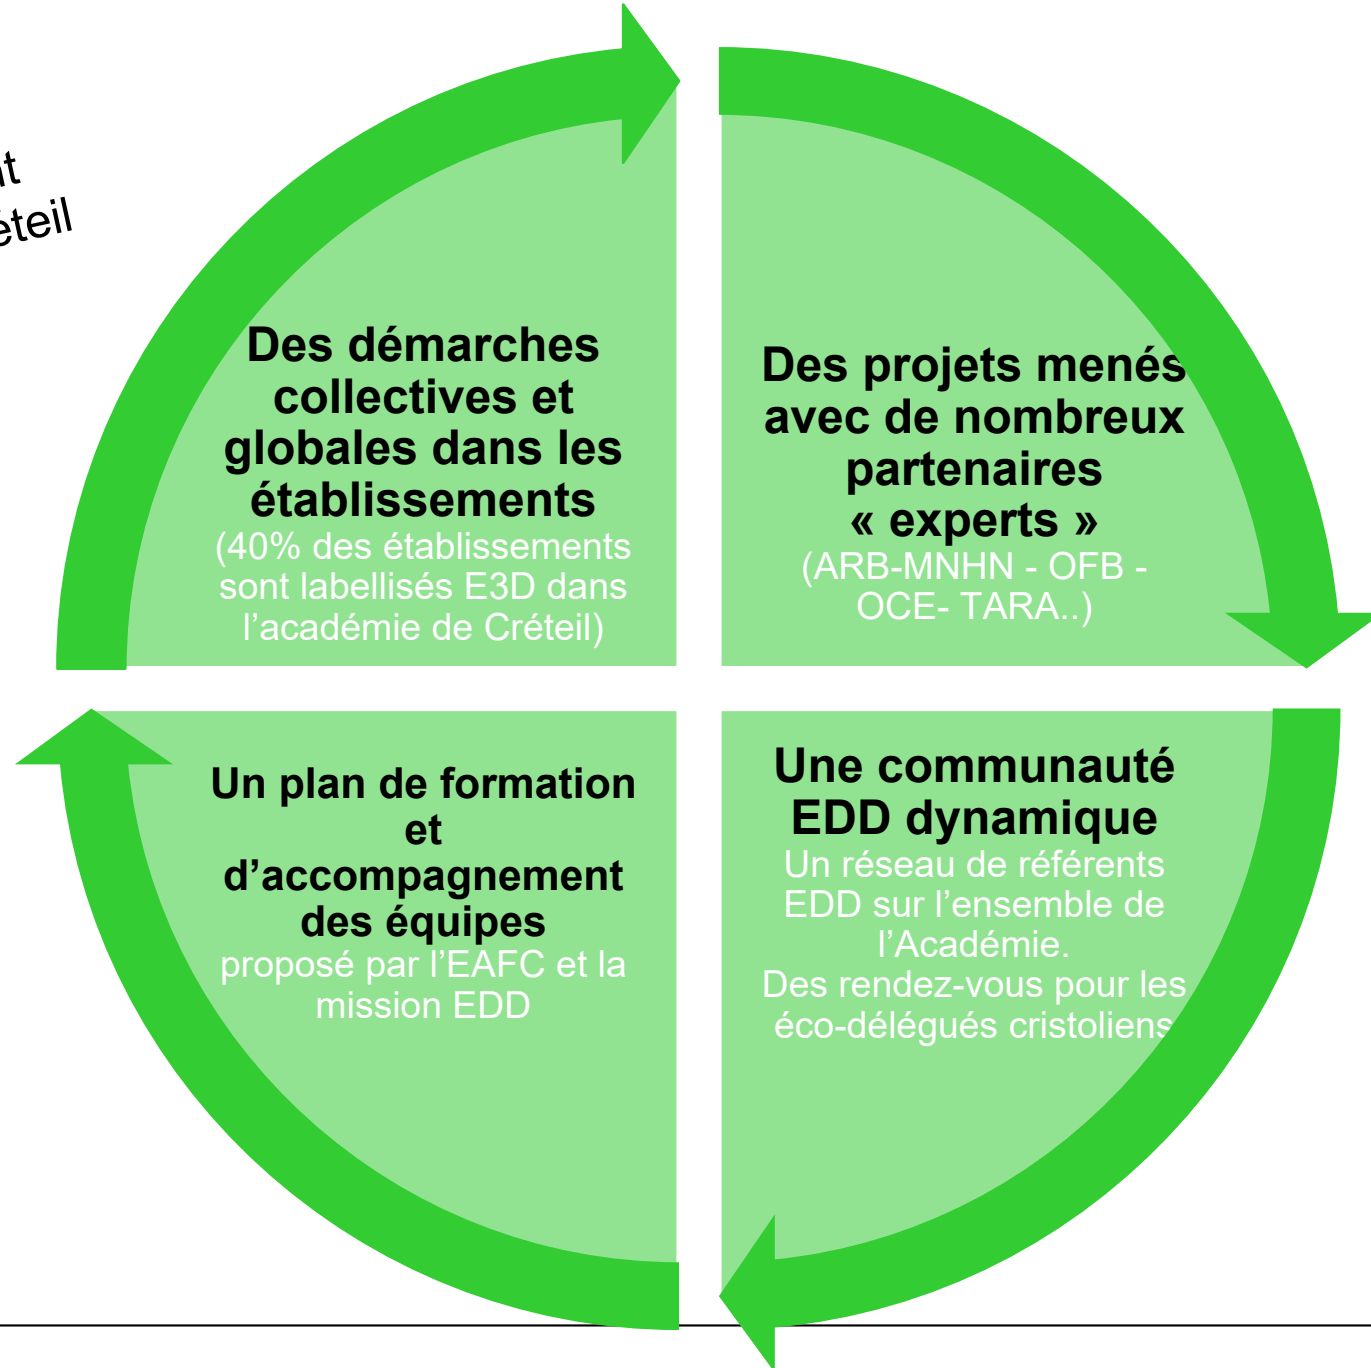 Des démarches
collectives et
globales dans les
établissements
(40% des établissements
sont labellisés E3D dans
l’académie de Créteil)
Des projets menés
avec de nombreux
partenaires
« experts »
(ARB-MNHN - OFB -
OCE- TARA..)
Un plan de formation
et
d’accompagnement
des équipes
proposé par l’EAFC et la
mission EDD
Une communauté
EDD dynamique
Un réseau de référents
EDD sur l’ensemble de
l’Académie.
Des rendez-vous pour les
éco-délégués cristoliens